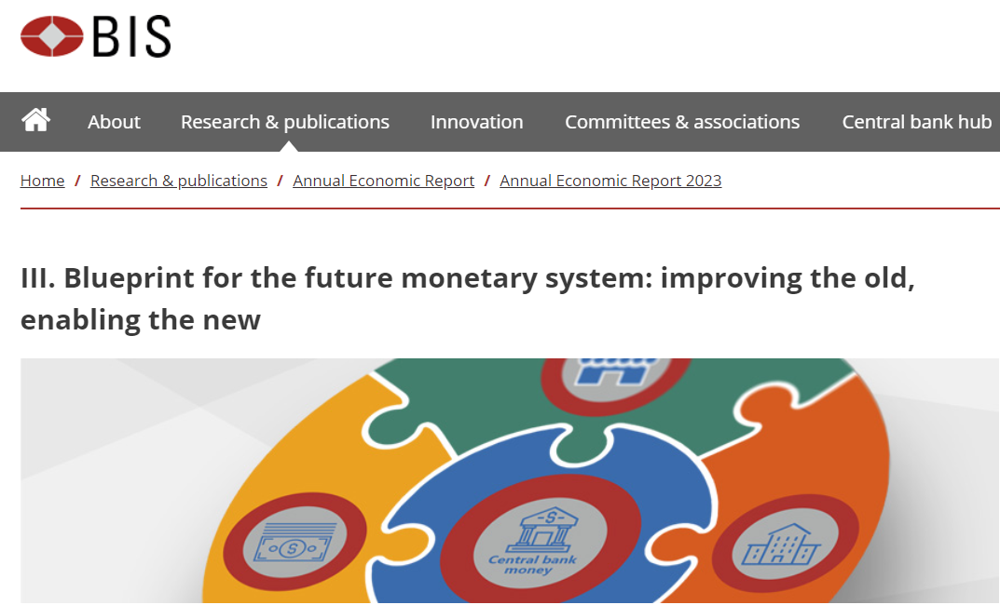 BIS
About
Research & publications
Innovation
Committees & associations
Central bank hub
Home / Research & publications / Annual Economic Report / Annual Economic Report 2023
III. Blueprint for the future monetary system: improving the old,
enabling the new
-$-
$
Central bank
money